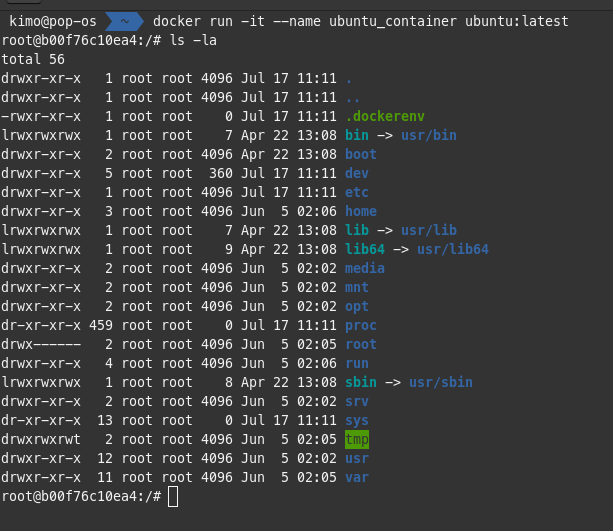 kimo@pop-os ~ docker run -it --name ubuntu_container ubuntu:latest
root@b00f76c10ea4:/# ls -la
total 56
drwxr-xr-x   1 root root 4096 Jul 17 11:11 .
drwxr-xr-x   1 root root 4096 Jul 17 11:11 ..
-rwxr-xr-x   1 root root    0 Jul 17 11:11 .dockerenv
lrwxrwxrwx   1 root root    7 Apr 22 13:08 bin -> usr/bin
drwxr-xr-x   2 root root 4096 Apr 22 13:08 boot
drwxr-xr-x   5 root root  360 Jul 17 11:11 dev
drwxr-xr-x   1 root root 4096 Jul 17 11:11 etc
drwxr-xr-x   3 root root 4096 Jun  5 02:06 home
lrwxrwxrwx   1 root root    7 Apr 22 13:08 lib -> usr/lib
lrwxrwxrwx   1 root root    9 Apr 22 13:08 lib64 -> usr/lib64
drwxr-xr-x   2 root root 4096 Jun  5 02:02 media
drwxr-xr-x   2 root root 4096 Jun  5 02:02 mnt
drwxr-xr-x   2 root root 4096 Jun  5 02:02 opt
dr-xr-xr-x 459 root root    0 Jul 17 11:11 proc
drwx------   2 root root 4096 Jun  5 02:05 root
drwxr-xr-x   4 root root 4096 Jun  5 02:06 run
lrwxrwxrwx   1 root root    8 Apr 22 13:08 sbin -> usr/sbin
drwxr-xr-x   2 root root 4096 Jun  5 02:02 srv
dr-xr-xr-x  13 root root    0 Jul 17 11:11 sys
drwxrwxrwt   2 root root 4096 Jun  5 02:05 tmp
drwxr-xr-x  12 root root 4096 Jun  5 02:02 usr
drwxr-xr-x  11 root root 4096 Jun  5 02:05 var
root@b00f76c10ea4:/#